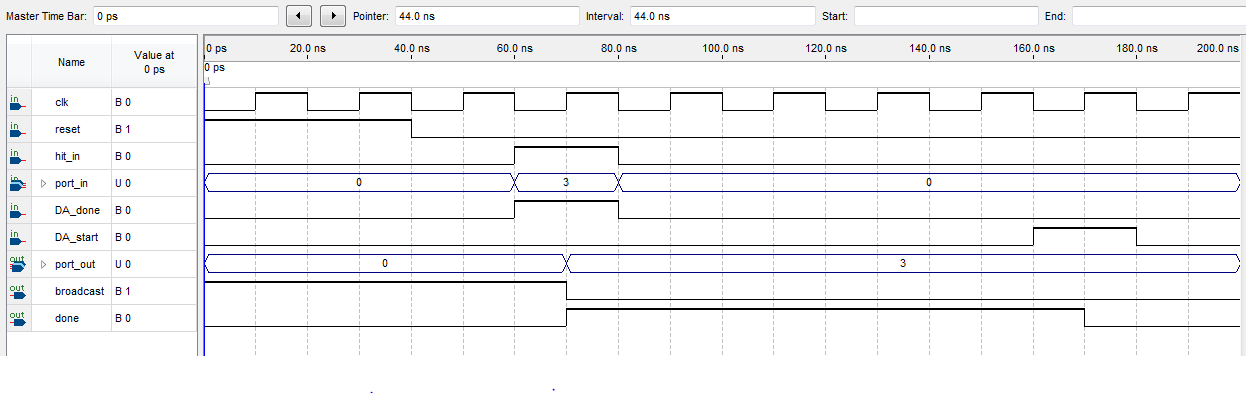 Master Time Bar: 0 ps Pointer: 44.0 ns Interval: 44.0 ns Start: End:
Name Value at 0 ps 0 ps 20.0 ns 40.0 ns 60.0 ns 80.0 ns 100.0 ns 120.0 ns 140.0 ns 160.0 ns 180.0 ns 200.0 ns
0 ps
in clk B 0
in reset B 1
in hit_in B 0
in port_in U 0 0 3 0
in DA_done B 0
in DA_start B 0
out port_out U 0 0 3
out broadcast B 1
out done B 0